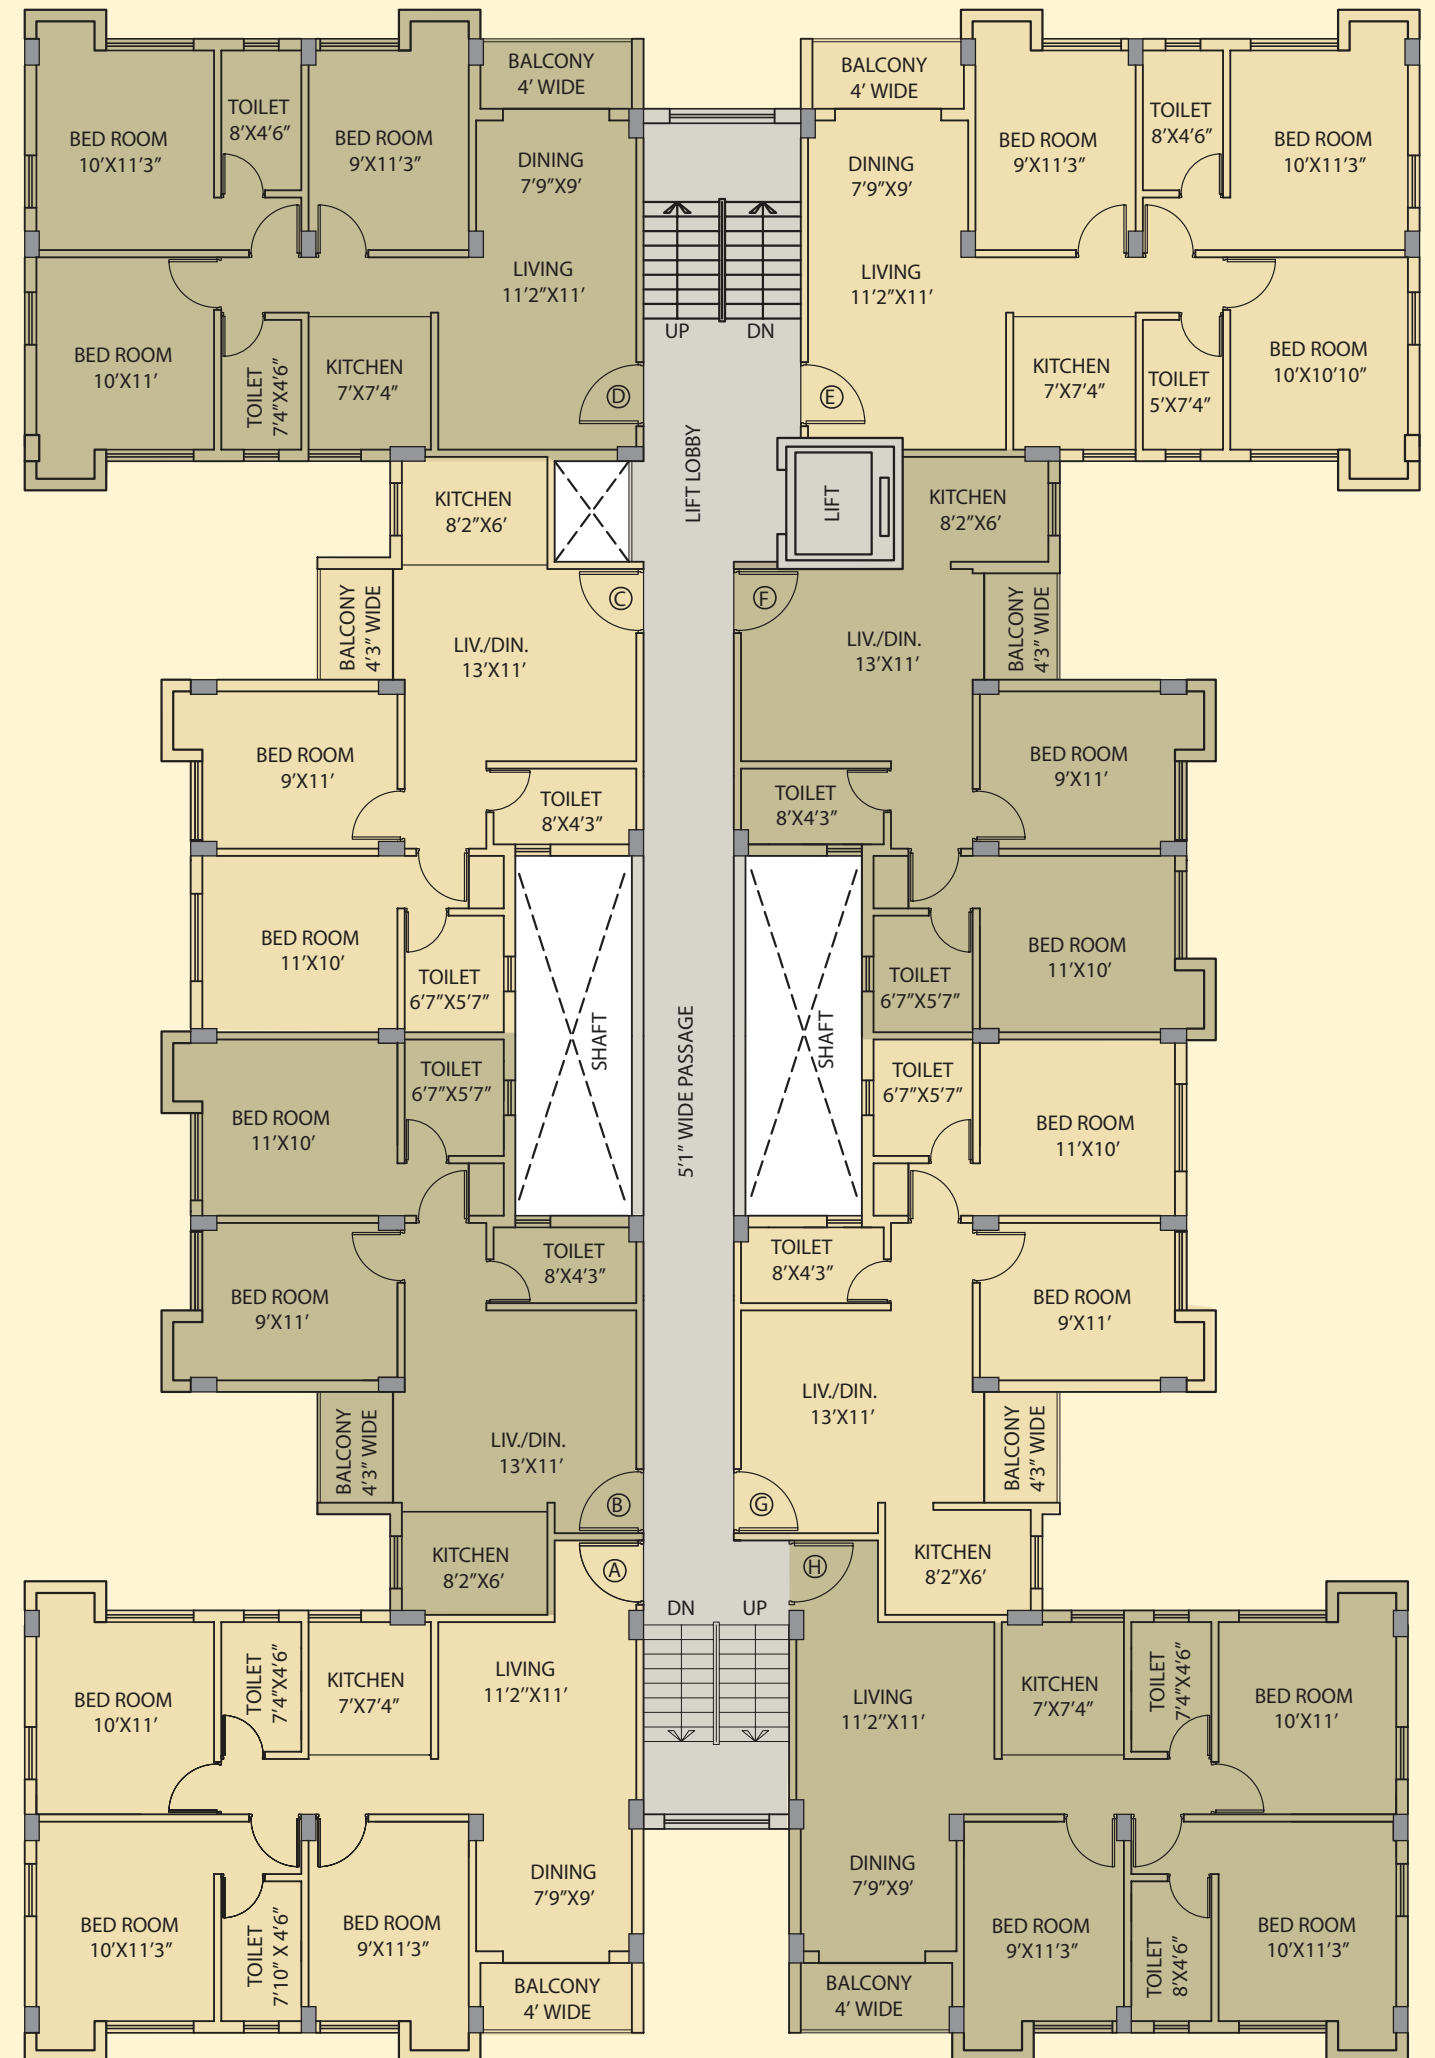 BALCONY
4' WIDE
TOILET
8'X4'6"
BED ROOM
10'X11'3"
BED ROOM
9'X11'3"
DINING
7'9"X9'
LIVING
11'2"X11'
BED ROOM
10'X11'
TOILET
7'4"X4'6"
KITCHEN
7'X7'4"
D
BALCONY
4' WIDE
BED ROOM
9'X11'3"
TOILET
8'X4'6"
BED ROOM
10'X11'3"
DINING
7'9"X9'
LIVING
11'2"X11'
KITCHEN
7'X7'4"
TOILET
5'X7'4"
BED ROOM
10'X10'10"
E
UP
DN
LIFT LOBBY
LIFT
KITCHEN
8'2"X6'
C
BALCONY
4'3" WIDE
LIV./DIN.
13'X11'
BED ROOM
9'X11'
TOILET
8'X4'3"
BED ROOM
11'X10'
TOILET
6'7"X5'7"
KITCHEN
8'2"X6'
F
LIV./DIN.
13'X11'
BALCONY
4'3" WIDE
BED ROOM
9'X11'
TOILET
8'X4'3"
BED ROOM
11'X10'
TOILET
6'7"X5'7"
SHAFT
5'1" WIDE PASSAGE
SHAFT
BED ROOM
11'X10'
TOILET
6'7"X5'7"
TOILET
8'X4'3"
BED ROOM
9'X11'
BALCONY
4'3" WIDE
LIV./DIN.
13'X11'
B
KITCHEN
8'2"X6'
TOILET
6'7"X5'7"
BED ROOM
11'X10'
TOILET
8'X4'3"
BED ROOM
9'X11'
LIV./DIN.
13'X11'
BALCONY
4'3" WIDE
G
KITCHEN
8'2"X6'
A
H
DN
UP
BED ROOM
10'X11'
TOILET
7'4"X4'6"
KITCHEN
7'X7'4"
LIVING
11'2"X11'
BED ROOM
10'X11'3"
TOILET
7'10" X 4'6"
BED ROOM
9'X11'3"
DINING
7'9"X9'
BALCONY
4' WIDE
LIVING
11'2"X11'
KITCHEN
7'X7'4"
TOILET
7'4"X4'6"
BED ROOM
10'X11'
DINING
7'9"X9'
BED ROOM
9'X11'3"
TOILET
8'X4'6"
BED ROOM
10'X11'3"
BALCONY
4' WIDE